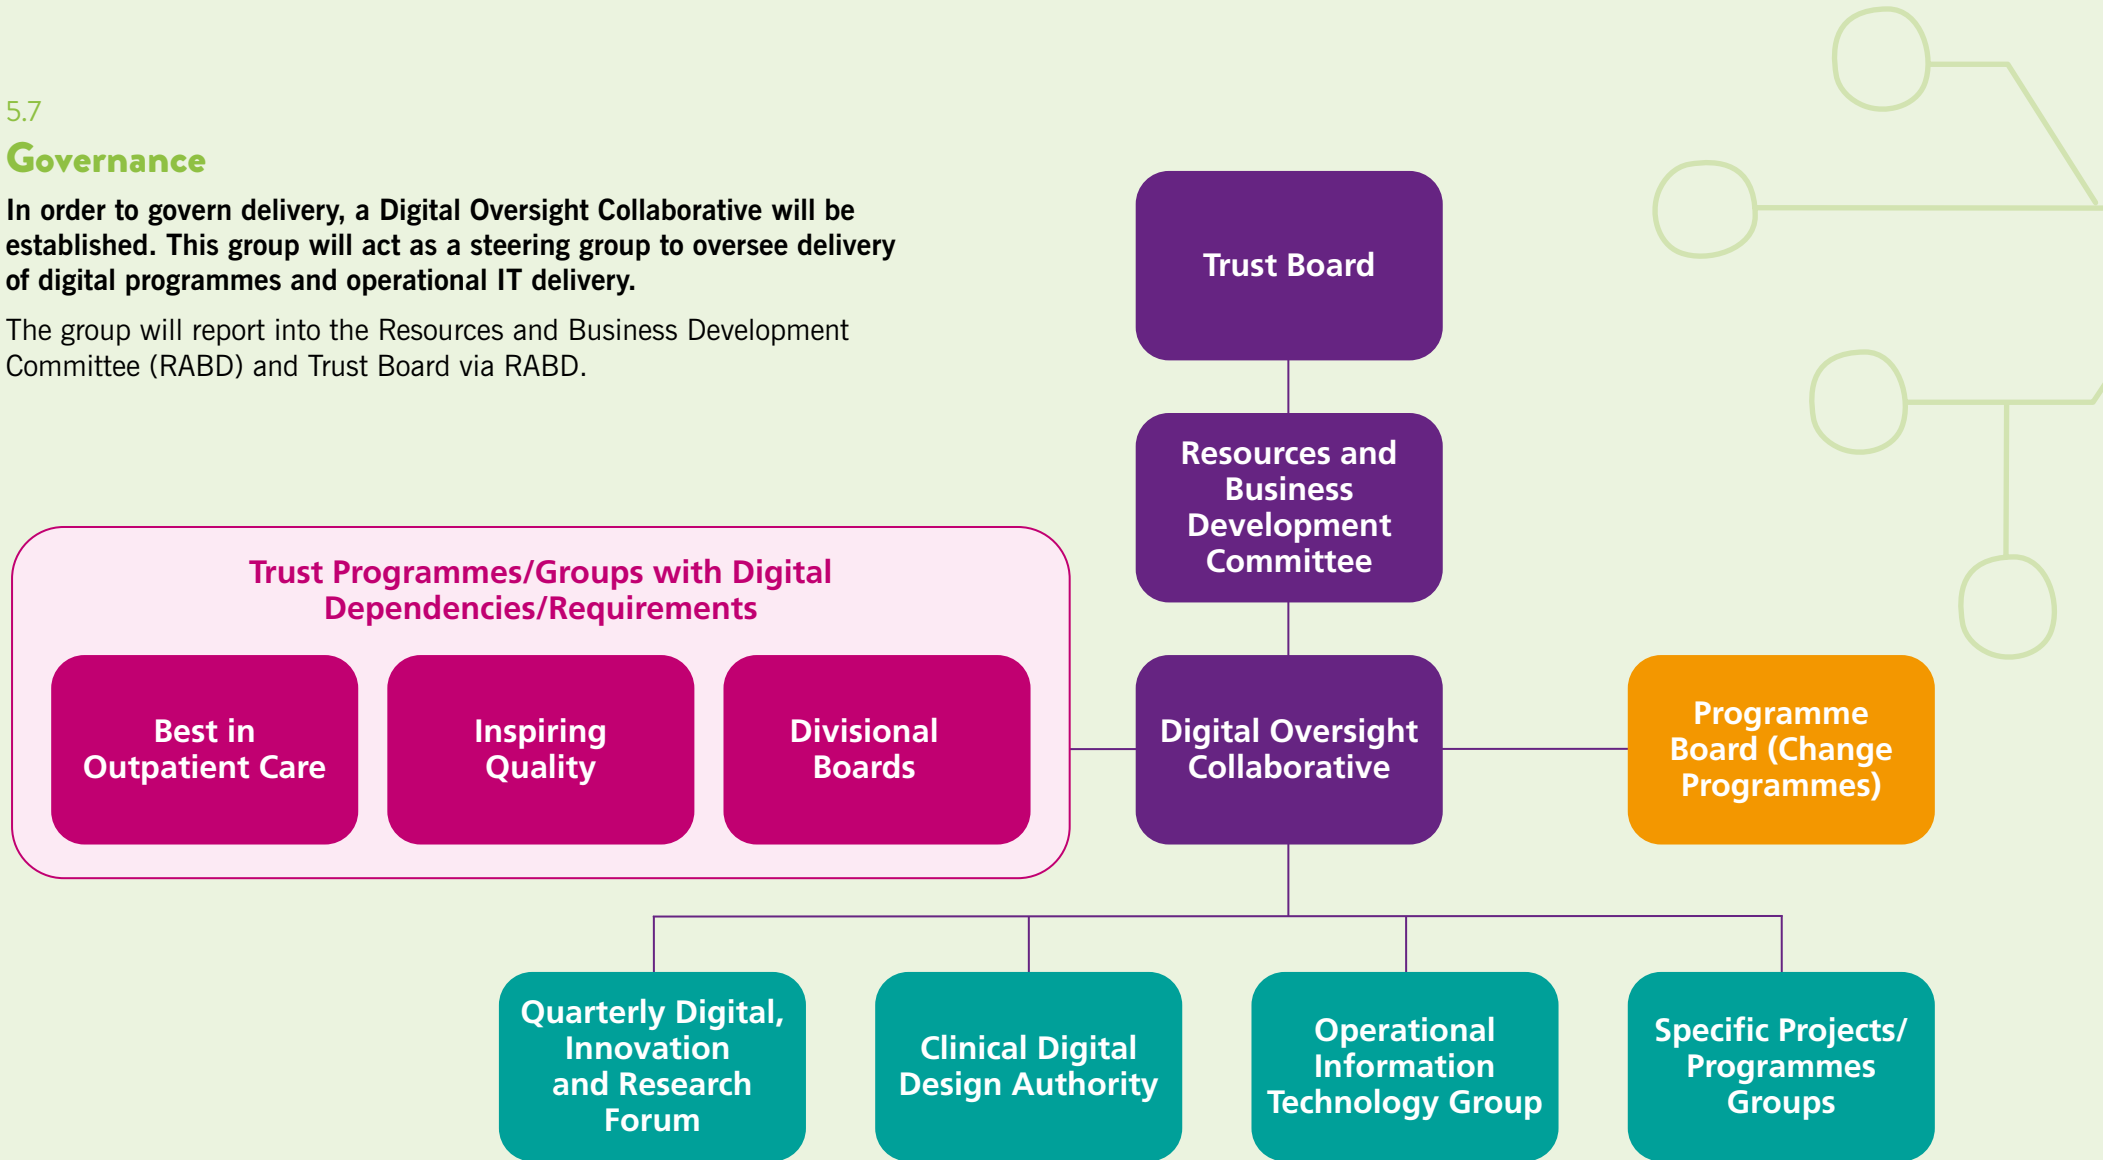 5.7
Governance
In order to govern delivery, a Digital Oversight Collaborative will be
established. This group will act as a steering group to oversee delivery
of digital programmes and operational IT delivery.
The group will report into the Resources and Business Development
Committee (RABD) and Trust Board via RABD.
Trust Board
Resources and
Business
Development
Committee
Trust Programmes/Groups with Digital
Dependencies/Requirements
Best in
Outpatient Care
Inspiring
Quality
Divisional
Boards
Digital Oversight
Collaborative
Programme
Board (Change
Programmes)
Quarterly Digital,
Innovation
and Research
Forum
Clinical Digital
Design Authority
Operational
Information
Technology Group
Specific Projects/
Programmes
Groups